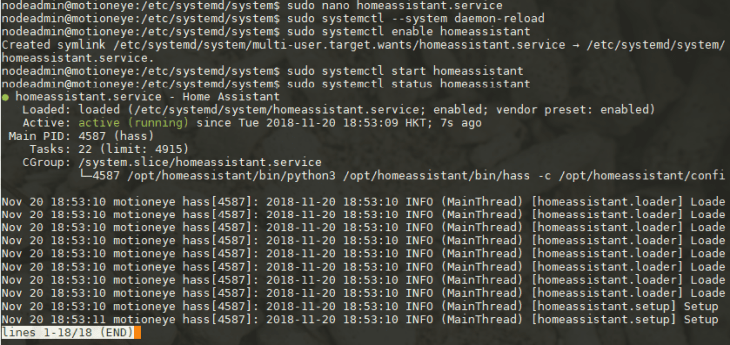 nodeadmin@motioneye:/etc/systemd/system$ sudo nano homeassistant.service
nodeadmin@motioneye:/etc/systemd/system$ sudo systemctl --system daemon-reload
nodeadmin@motioneye:/etc/systemd/system$ sudo systemctl enable homeassistant
Created symlink /etc/systemd/system/multi-user.target.wants/homeassistant.service → /etc/systemd/system/
homeassistant.service.
nodeadmin@motioneye:/etc/systemd/system$ sudo systemctl start homeassistant
nodeadmin@motioneye:/etc/systemd/system$ sudo systemctl status homeassistant
● homeassistant.service - Home Assistant
   Loaded: loaded (/etc/systemd/system/homeassistant.service; enabled; vendor preset: enabled)
   Active: active (running) since Tue 2018-11-20 18:53:09 HKT; 7s ago
 Main PID: 4587 (hass)
    Tasks: 22 (limit: 4915)
   CGroup: /system.slice/homeassistant.service
           └─4587 /opt/homeassistant/bin/python3 /opt/homeassistant/bin/hass -c /opt/homeassistant/confi
Nov 20 18:53:10 motioneye hass[4587]: 2018-11-20 18:53:10 INFO (MainThread) [homeassistant.loader] Loade
Nov 20 18:53:10 motioneye hass[4587]: 2018-11-20 18:53:10 INFO (MainThread) [homeassistant.loader] Loade
Nov 20 18:53:10 motioneye hass[4587]: 2018-11-20 18:53:10 INFO (MainThread) [homeassistant.loader] Loade
Nov 20 18:53:10 motioneye hass[4587]: 2018-11-20 18:53:10 INFO (MainThread) [homeassistant.loader] Loade
Nov 20 18:53:10 motioneye hass[4587]: 2018-11-20 18:53:10 INFO (MainThread) [homeassistant.loader] Loade
Nov 20 18:53:10 motioneye hass[4587]: 2018-11-20 18:53:10 INFO (MainThread) [homeassistant.loader] Loade
Nov 20 18:53:10 motioneye hass[4587]: 2018-11-20 18:53:10 INFO (MainThread) [homeassistant.loader] Loade
Nov 20 18:53:10 motioneye hass[4587]: 2018-11-20 18:53:10 INFO (MainThread) [homeassistant.loader] Loade
Nov 20 18:53:10 motioneye hass[4587]: 2018-11-20 18:53:10 INFO (MainThread) [homeassistant.setup] Setup
Nov 20 18:53:11 motioneye hass[4587]: 2018-11-20 18:53:10 INFO (MainThread) [homeassistant.setup] Setup
lines 1-18/18 (END)